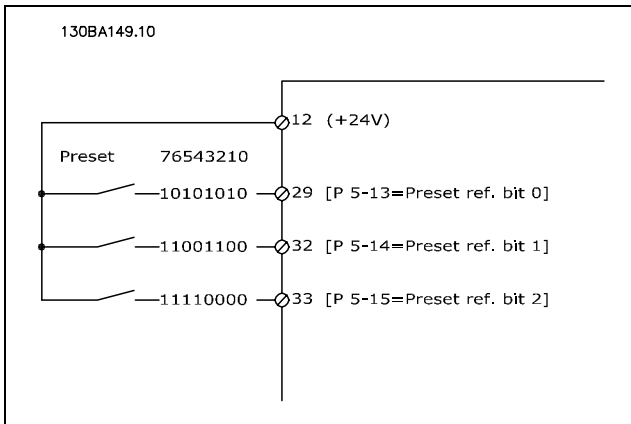 130BA149.10
12 (+24V)
Preset 76543210
10101010 29 [P 5-13=Preset ref. bit 0]
11001100 32 [P 5-14=Preset ref. bit 1]
11110000 33 [P 5-15=Preset ref. bit 2]